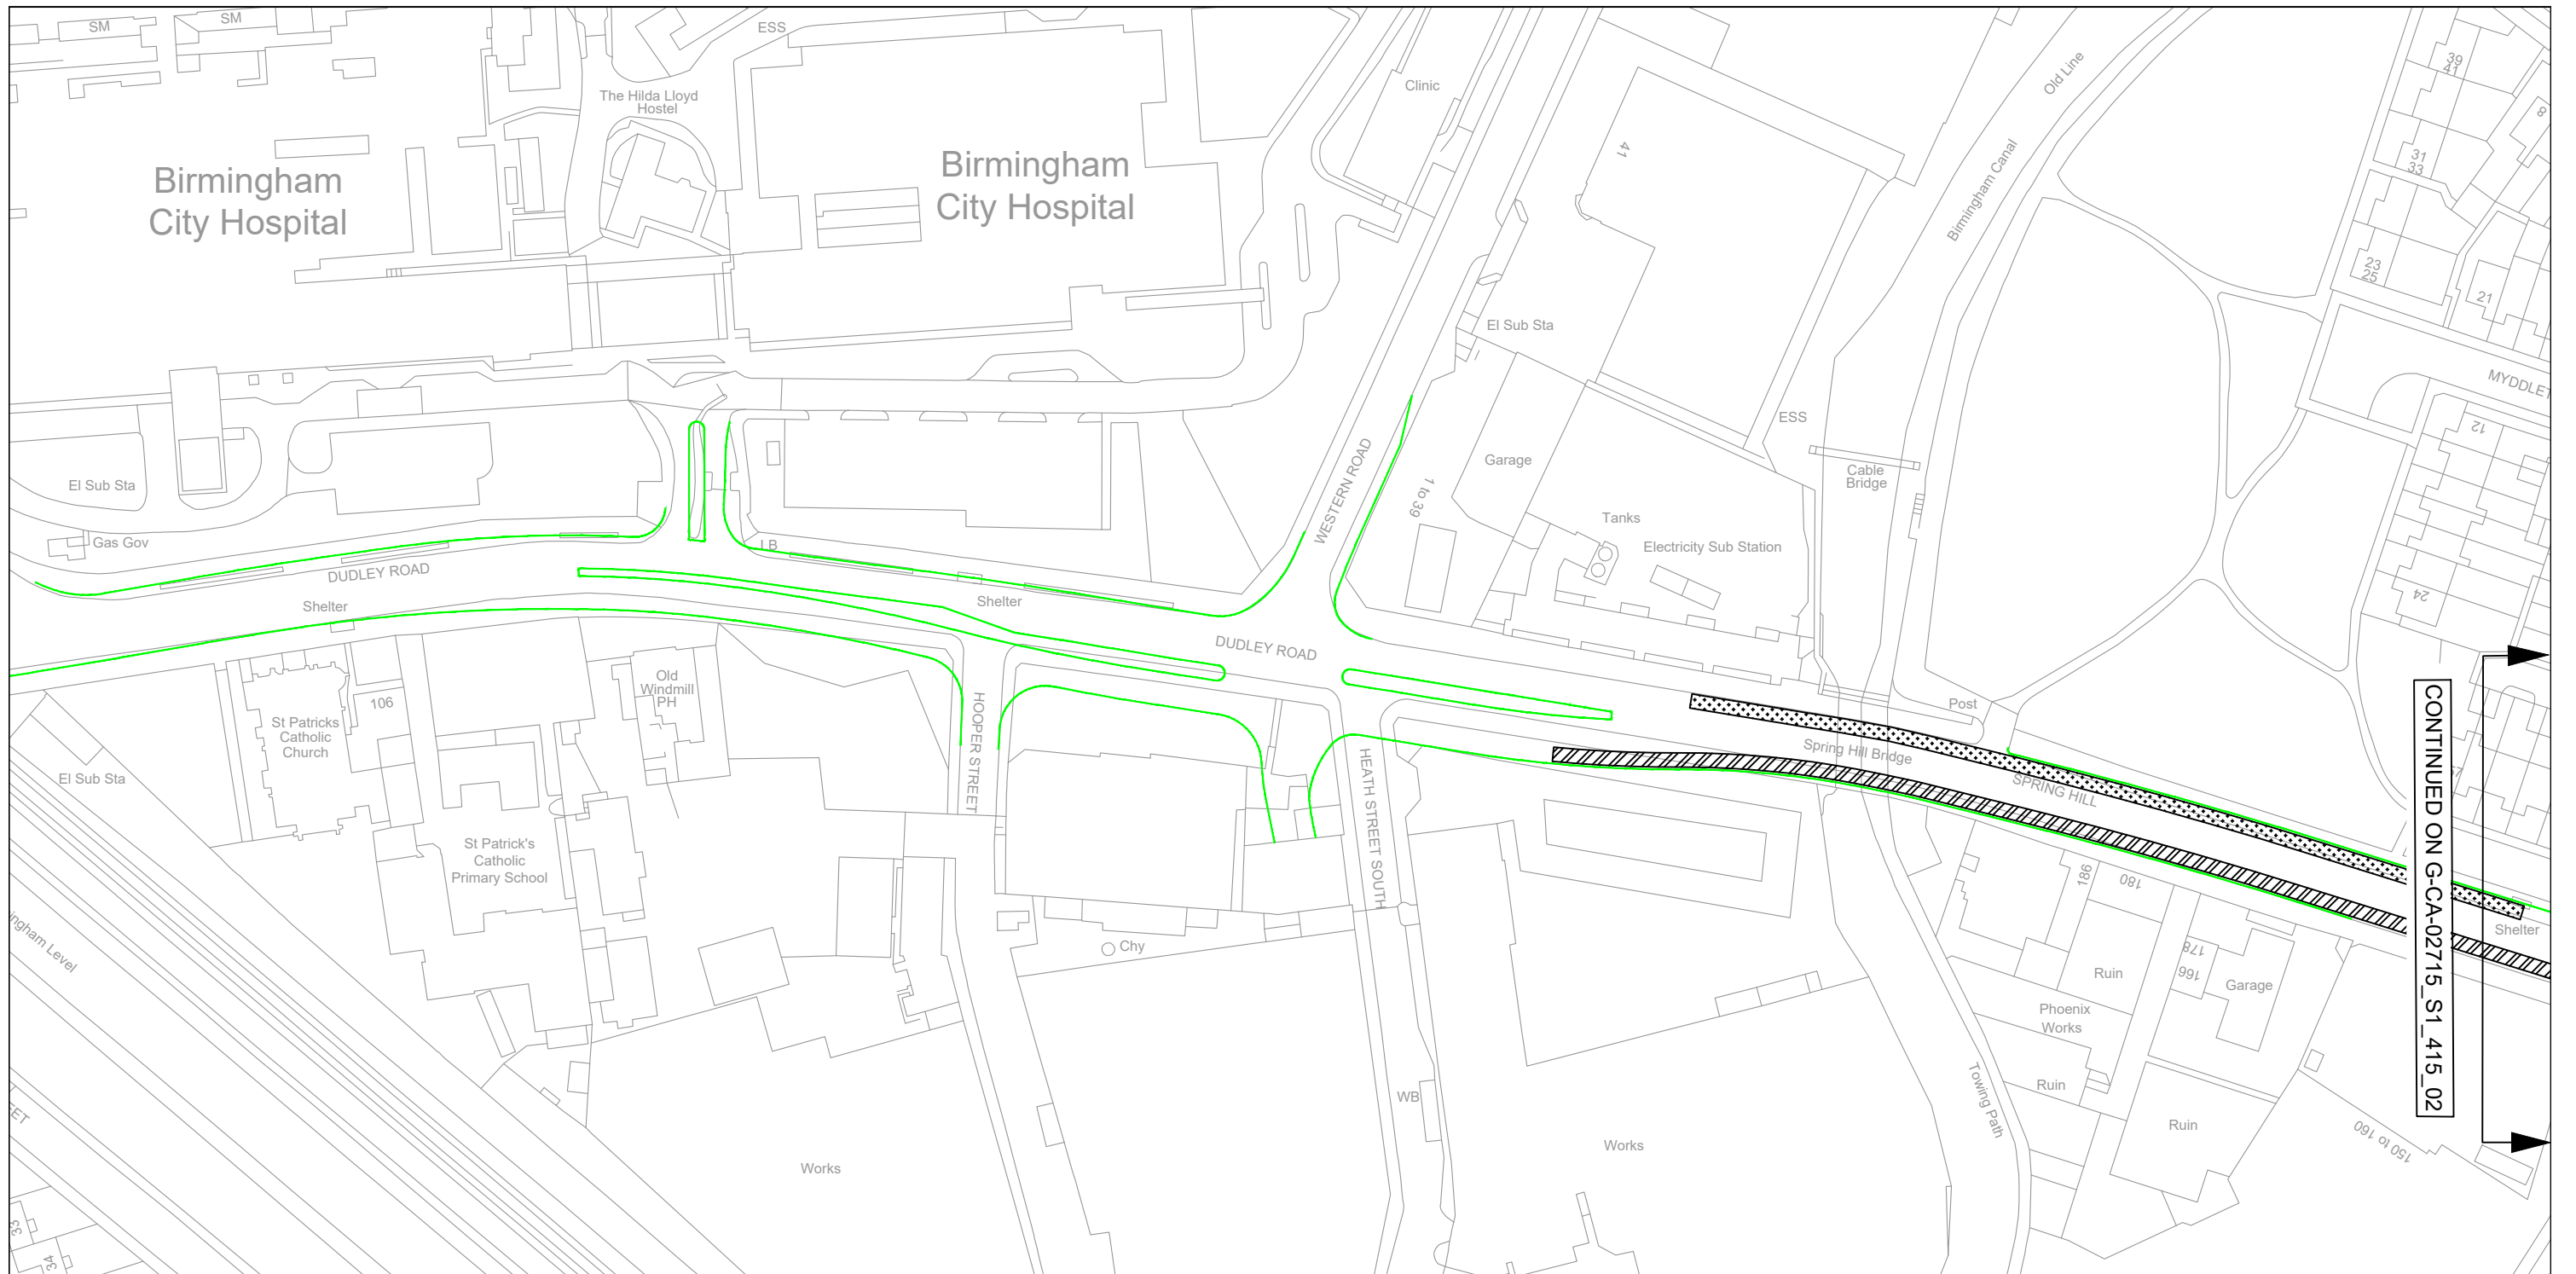 SM
SM
ESS
The Hilda Lloyd
Hostel
Birmingham
City Hospital
Birmingham
City Hospital
Clinic
41
Old Line
Birmingham Canal
39
41
8
31
33
23
25
21
El Sub Sta
MYDDLET
12
ESS
Garage
Cable
Bridge
WESTERN ROAD
1 to 39
El Sub Sta
Tanks
Electricity Sub Station
Gas Gov
LB
DUDLEY ROAD
Shelter
Shelter
24
DUDLEY ROAD
Old
Windmill
PH
106
St Patricks
Catholic
Church
HOOPER STREET
Post
Spring Hill Bridge
SPRING HILL
El Sub Sta
HEATH STREET SOUTH
St Patrick's
Catholic
Primary School
186
180
CONTINUED ON G-CA-02715_S1_415_02
Shelter
ingham Level
Chy
178
166
Ruin
Garage
Phoenix
Works
Ruin
Towing Path
WB
Ruin
150 to 160
Works
Works
EET
33
34